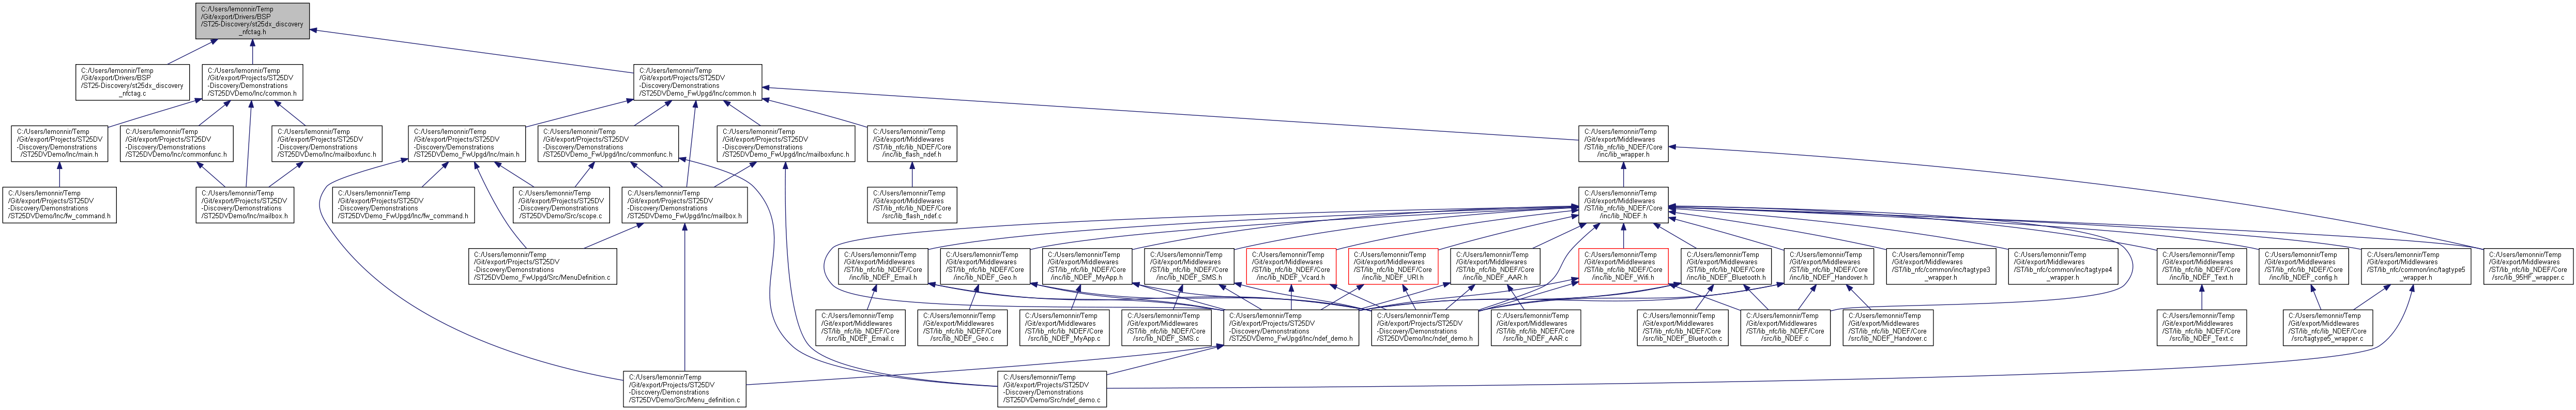 C:/Users/lemonnir/Temp
/Git/export/Drivers/BSP
/ST25-Discovery/st25dx_discovery
_nfctag.h
C:/Users/lemonnir/Temp
/Git/export/Drivers/BSP
/ST25-Discovery/st25dx_discovery
_nfctag.c
C:/Users/lemonnir/Temp
/Git/export/Projects/ST25DV
-Discovery/Demonstrations
/ST25DVDemo/Inc/common.h
C:/Users/lemonnir/Temp
/Git/export/Projects/ST25DV
-Discovery/Demonstrations
/ST25DVDemo_FwUpgd/Inc/common.h
C:/Users/lemonnir/Temp
/Git/export/Projects/ST25DV
-Discovery/Demonstrations
/ST25DVDemo/Inc/main.h
C:/Users/lemonnir/Temp
/Git/export/Projects/ST25DV
-Discovery/Demonstrations
/ST25DVDemo/Inc/commonfunc.h
C:/Users/lemonnir/Temp
/Git/export/Projects/ST25DV
-Discovery/Demonstrations
/ST25DVDemo/Inc/mailboxfunc.h
C:/Users/lemonnir/Temp
/Git/export/Projects/ST25DV
-Discovery/Demonstrations
/ST25DVDemo_FwUpgd/Inc/main.h
C:/Users/lemonnir/Temp
/Git/export/Projects/ST25DV
-Discovery/Demonstrations
/ST25DVDemo_FwUpgd/Inc/commonfunc.h
C:/Users/lemonnir/Temp
/Git/export/Projects/ST25DV
-Discovery/Demonstrations
/ST25DVDemo_FwUpgd/Inc/mailboxfunc.h
C:/Users/lemonnir/Temp
/Git/export/Middlewares
/ST/lib_nfc/lib_NDEF/Core
/inc/lib_flash_ndef.h
C:/Users/lemonnir/Temp
/Git/export/Middlewares
/ST/lib_nfc/lib_NDEF/Core
/inc/lib_wrapper.h
C:/Users/lemonnir/Temp
/Git/export/Projects/ST25DV
-Discovery/Demonstrations
/ST25DVDemo/Inc/fw_command.h
C:/Users/lemonnir/Temp
/Git/export/Projects/ST25DV
-Discovery/Demonstrations
/ST25DVDemo/Inc/mailbox.h
C:/Users/lemonnir/Temp
/Git/export/Projects/ST25DV
-Discovery/Demonstrations
/ST25DVDemo_FwUpgd/Inc/fw_command.h
C:/Users/lemonnir/Temp
/Git/export/Projects/ST25DV
-Discovery/Demonstrations
/ST25DVDemo/Src/scope.c
C:/Users/lemonnir/Temp
/Git/export/Projects/ST25DV
-Discovery/Demonstrations
/ST25DVDemo_FwUpgd/Inc/mailbox.h
C:/Users/lemonnir/Temp
/Git/export/Middlewares
/ST/lib_nfc/lib_NDEF/Core
/src/lib_flash_ndef.c
C:/Users/lemonnir/Temp
/Git/export/Middlewares
/ST/lib_nfc/lib_NDEF/Core
/inc/lib_NDEF.h
C:/Users/lemonnir/Temp
/Git/export/Projects/ST25DV
-Discovery/Demonstrations
/ST25DVDemo_FwUpgd/Src/MenuDefinition.c
C:/Users/lemonnir/Temp
/Git/export/Middlewares
/ST/lib_nfc/lib_NDEF/Core
/inc/lib_NDEF_Email.h
C:/Users/lemonnir/Temp
/Git/export/Middlewares
/ST/lib_nfc/lib_NDEF/Core
/inc/lib_NDEF_Geo.h
C:/Users/lemonnir/Temp
/Git/export/Middlewares
/ST/lib_nfc/lib_NDEF/Core
/inc/lib_NDEF_MyApp.h
C:/Users/lemonnir/Temp
/Git/export/Middlewares
/ST/lib_nfc/lib_NDEF/Core
/inc/lib_NDEF_SMS.h
C:/Users/lemonnir/Temp
/Git/export/Middlewares
/ST/lib_nfc/lib_NDEF/Core
/inc/lib_NDEF_Vcard.h
C:/Users/lemonnir/Temp
/Git/export/Middlewares
/ST/lib_nfc/lib_NDEF/Core
/inc/lib_NDEF_URI.h
C:/Users/lemonnir/Temp
/Git/export/Middlewares
/ST/lib_nfc/lib_NDEF/Core
/inc/lib_NDEF_AAR.h
C:/Users/lemonnir/Temp
/Git/export/Middlewares
/ST/lib_nfc/lib_NDEF/Core
/inc/lib_NDEF_Wifi.h
C:/Users/lemonnir/Temp
/Git/export/Middlewares
/ST/lib_nfc/lib_NDEF/Core
/inc/lib_NDEF_Bluetooth.h
C:/Users/lemonnir/Temp
/Git/export/Middlewares
/ST/lib_nfc/lib_NDEF/Core
/inc/lib_NDEF_Handover.h
C:/Users/lemonnir/Temp
/Git/export/Middlewares
/ST/lib_nfc/common/inc/tagtype3
_wrapper.h
C:/Users/lemonnir/Temp
/Git/export/Middlewares
/ST/lib_nfc/common/inc/tagtype4
_wrapper.h
C:/Users/lemonnir/Temp
/Git/export/Middlewares
/ST/lib_nfc/lib_NDEF/Core
/inc/lib_NDEF_Text.h
C:/Users/lemonnir/Temp
/Git/export/Middlewares
/ST/lib_nfc/lib_NDEF/Core
/inc/lib_NDEF_config.h
C:/Users/lemonnir/Temp
/Git/export/Middlewares
/ST/lib_nfc/common/inc/tagtype5
_wrapper.h
C:/Users/lemonnir/Temp
/Git/export/Middlewares
/ST/lib_nfc/lib_NDEF/Core
/src/lib_95HF_wrapper.c
C:/Users/lemonnir/Temp
/Git/export/Middlewares
/ST/lib_nfc/lib_NDEF/Core
/src/lib_NDEF_Email.c
C:/Users/lemonnir/Temp
/Git/export/Middlewares
/ST/lib_nfc/lib_NDEF/Core
/src/lib_NDEF_Geo.c
C:/Users/lemonnir/Temp
/Git/export/Middlewares
/ST/lib_nfc/lib_NDEF/Core
/src/lib_NDEF_MyApp.c
C:/Users/lemonnir/Temp
/Git/export/Middlewares
/ST/lib_nfc/lib_NDEF/Core
/src/lib_NDEF_SMS.c
C:/Users/lemonnir/Temp
/Git/export/Projects/ST25DV
-Discovery/Demonstrations
/ST25DVDemo_FwUpgd/Inc/ndef_demo.h
C:/Users/lemonnir/Temp
/Git/export/Projects/ST25DV
-Discovery/Demonstrations
/ST25DVDemo/Inc/ndef_demo.h
C:/Users/lemonnir/Temp
/Git/export/Middlewares
/ST/lib_nfc/lib_NDEF/Core
/src/lib_NDEF_AAR.c
C:/Users/lemonnir/Temp
/Git/export/Middlewares
/ST/lib_nfc/lib_NDEF/Core
/src/lib_NDEF_Bluetooth.c
C:/Users/lemonnir/Temp
/Git/export/Middlewares
/ST/lib_nfc/lib_NDEF/Core
/src/lib_NDEF.c
C:/Users/lemonnir/Temp
/Git/export/Middlewares
/ST/lib_nfc/lib_NDEF/Core
/src/lib_NDEF_Handover.c
C:/Users/lemonnir/Temp
/Git/export/Middlewares
/ST/lib_nfc/lib_NDEF/Core
/src/lib_NDEF_Text.c
C:/Users/lemonnir/Temp
/Git/export/Middlewares
/ST/lib_nfc/lib_NDEF/Core
/src/tagtype5_wrapper.c
C:/Users/lemonnir/Temp
/Git/export/Projects/ST25DV
-Discovery/Demonstrations
/ST25DVDemo/Src/Menu_definition.c
C:/Users/lemonnir/Temp
/Git/export/Projects/ST25DV
-Discovery/Demonstrations
/ST25DVDemo/Src/ndef_demo.c